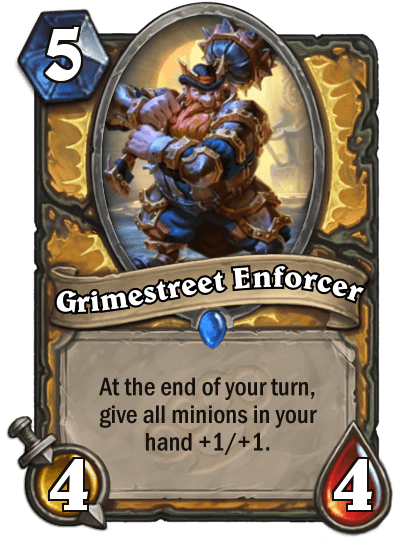 5
Grimestreet Enforcer
At the end of your turn,
give all minions in your
hand +1/+1.
4 4